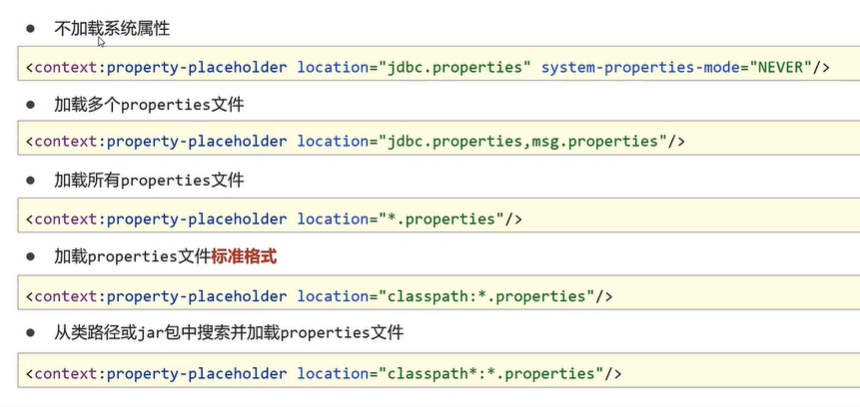 ● 不加载系统属性
<context:property-placeholder location="jdbc.properties" system-properties-mode="NEVER"/>
● 加载多个properties文件
<context:property-placeholder location="jdbc.properties,msg.properties"/>
● 加载所有properties文件
<context:property-placeholder location="*.properties"/>
● 加载properties文件标准格式
<context:property-placeholder location="classpath:*.properties"/>
● 从类路径或jar包中搜索并加载properties文件
<context:property-placeholder location="classpath*:*.properties"/>